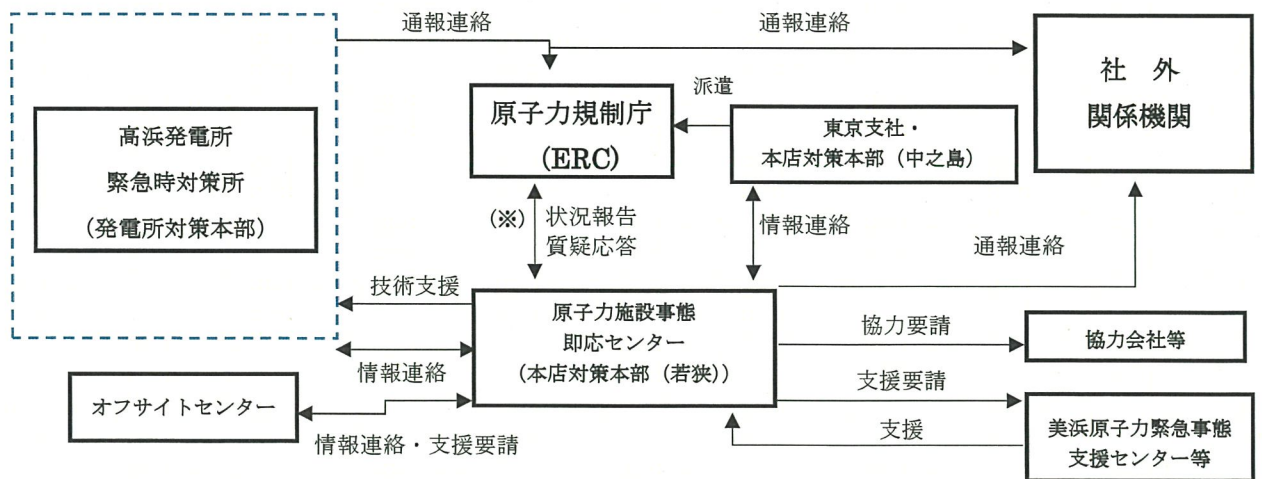 通報連絡
通報連絡
社 外
関係機関
派遣
原子力規制庁
(ERC)
東京支社・
本店対策本部（中之島）
高浜発電所
緊急時対策所
(発電所対策本部)
(※)
状況報告
質疑応答
情報連絡
通報連絡
技術支援
原子力施設事態
即応センター
(本店対策本部（若狭）)
協力要請
協力会社等
情報連絡
支援要請
オフサイトセンター
情報連絡・支援要請
支援
美浜原子力緊急事態
支援センター等